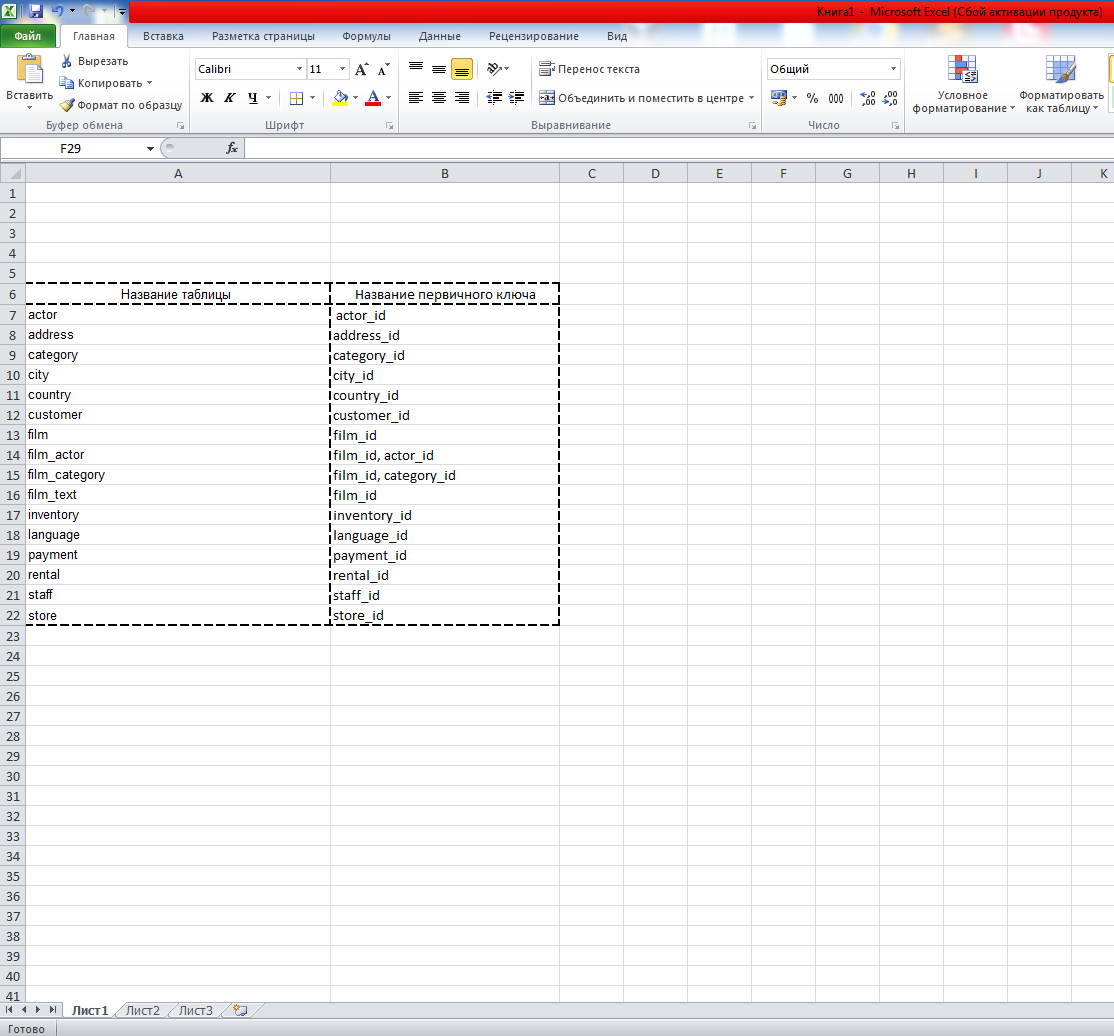 Книга1 - Microsoft Excel (Сбой активации продукта)
Файл Главная Вставка Разметка страницы Формулы Данные Рецензирование Вид
Вставить
Вырезать
Копировать
Формат по образцу
Буфер обмена
Calibri 11
Ж К Ч А
Шрифт
Перенос текста
Объединить и поместить в центре
Выравнивание
Общий
% 000
Число
Условное форматирование
Форматировать как таблицу
F29 fx
A B C D E F G H I J K
1
2
3
4
5
6 Название таблицы Название первичного ключа
7 actor actor_id
8 address address_id
9 category category_id
10 city city_id
11 country country_id
12 customer customer_id
13 film film_id
14 film_actor film_id, actor_id
15 film_category film_id, category_id
16 film_text film_id
17 inventory inventory_id
18 language language_id
19 payment payment_id
20 rental rental_id
21 staff staff_id
22 store store_id
23
24
25
26
27
28
29
30
31
32
33
34
35
36
37
38
39
40
41
Лист1 Лист2 Лист3
Готово